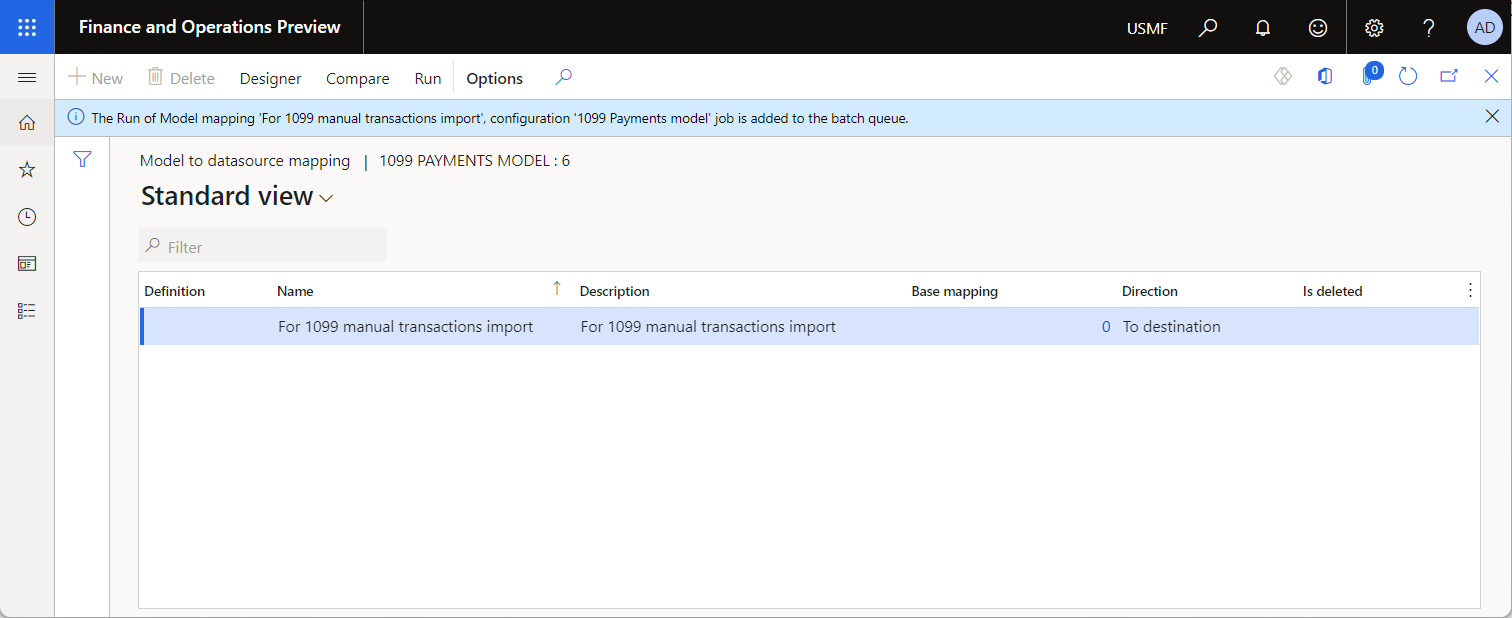 Finance and Operations Preview
USMF
AD
New
Delete
Designer
Compare
Run
Options
0
The Run of Model mapping 'For 1099 manual transactions import', configuration '1099 Payments model' job is added to the batch queue.
Model to datasource mapping | 1099 PAYMENTS MODEL : 6
Standard view
Filter
Definition Name Description Base mapping Direction Is deleted
For 1099 manual transactions import For 1099 manual transactions import 0 To destination